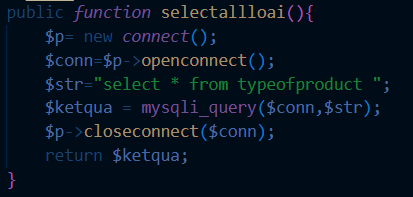 public function selectallloai(){
    $p= new connect();
    $conn=$p->openconnect();
    $str="select * from typeofproduct ";
    $ketqua = mysqli_query($conn,$str);
    $p->closeconnect($conn);
    return $ketqua;
}